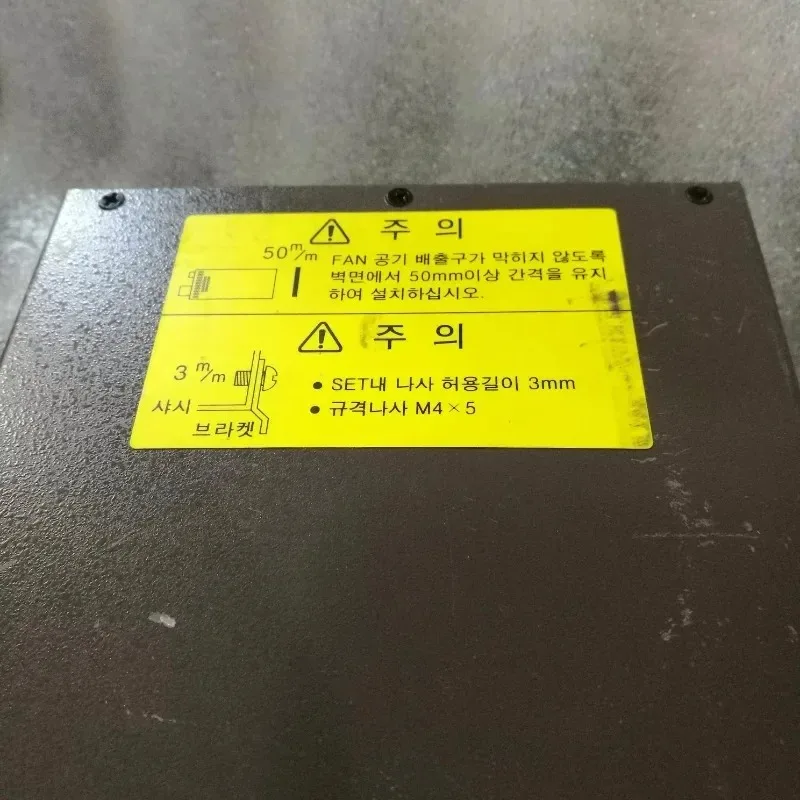 주 의
50 m/m
FAN 공기 배출구가 막히지 않도록
벽면에서 50mm이상 간격을 유지
하여 설치하십시오.
주 의
3 m/m
샤시
브라켓
• SET내 나사 허용길이 3mm
• 규격나사 M4×5